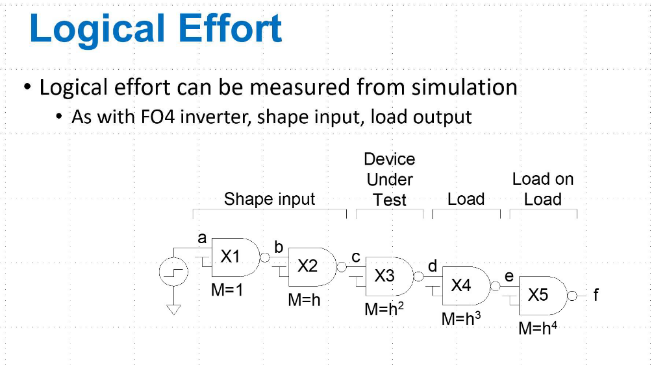 Logical Effort
• Logical effort can be measured from simulation
• As with FO4 inverter, shape input, load output
Shape input
Device
Under
Test
Load
Load on
Load
a
X1
M=1
b
X2
M=h
c
X3
M=h²
d
X4
M=h³
e
X5
M=h⁴
f